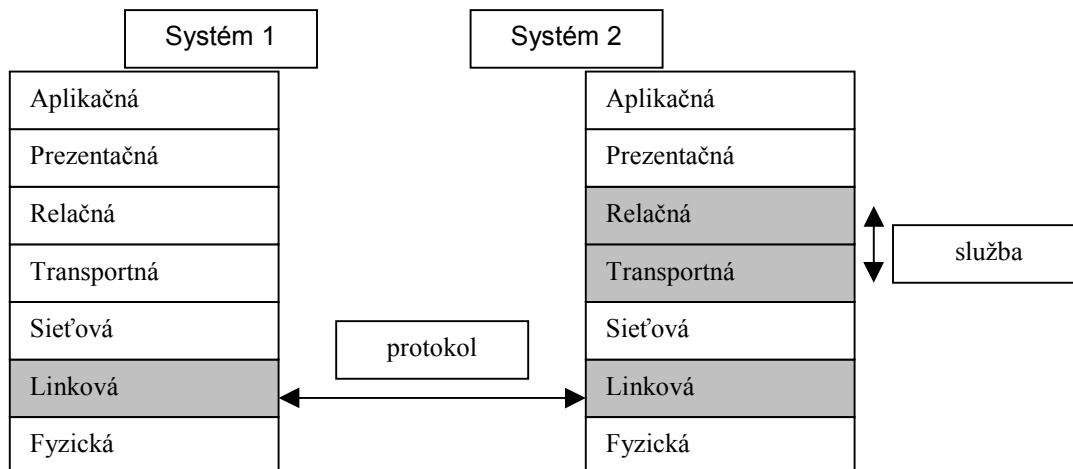 Systém 1
Systém 2
Aplikačná
Prezentačná
Relačná
Transportná
Sieťová
Linková
Fyzická
protokol
Aplikačná
Prezentačná
Relačná
Transportná
Sieťová
Linková
Fyzická
služba